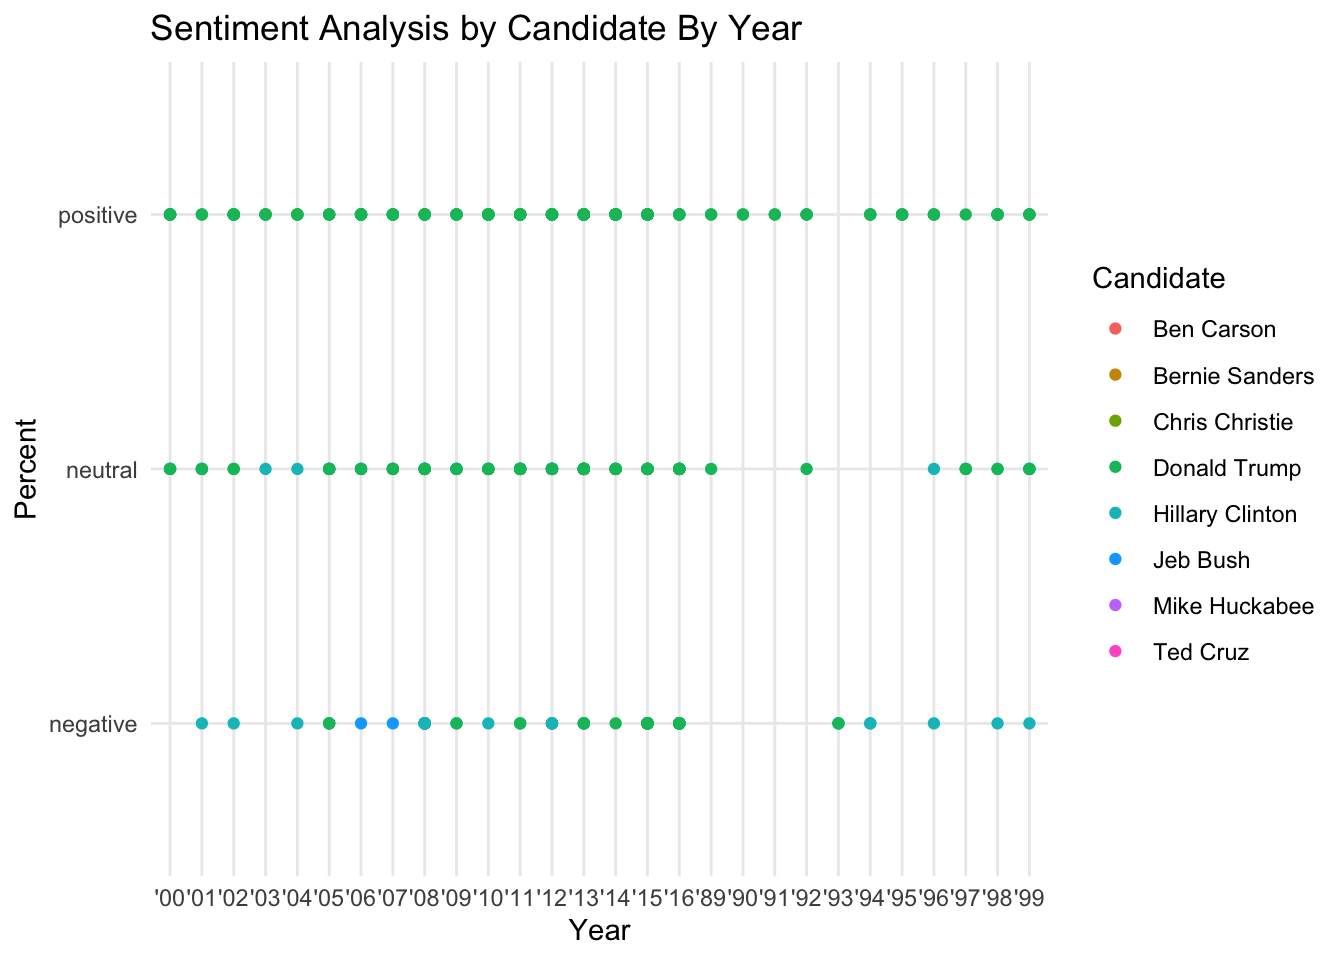 Sentiment Analysis by Candidate By Year
positive
neutral
negative
Percent
'00 '01 '02 '03 '04 '05 '06 '07 '08 '09 '10 '11 '12 '13 '14 '15 '16 '89 '90 '91 '92 '93 '94 '95 '96 '97 '98 '99
Year
Candidate
Ben Carson
Bernie Sanders
Chris Christie
Donald Trump
Hillary Clinton
Jeb Bush
Mike Huckabee
Ted Cruz